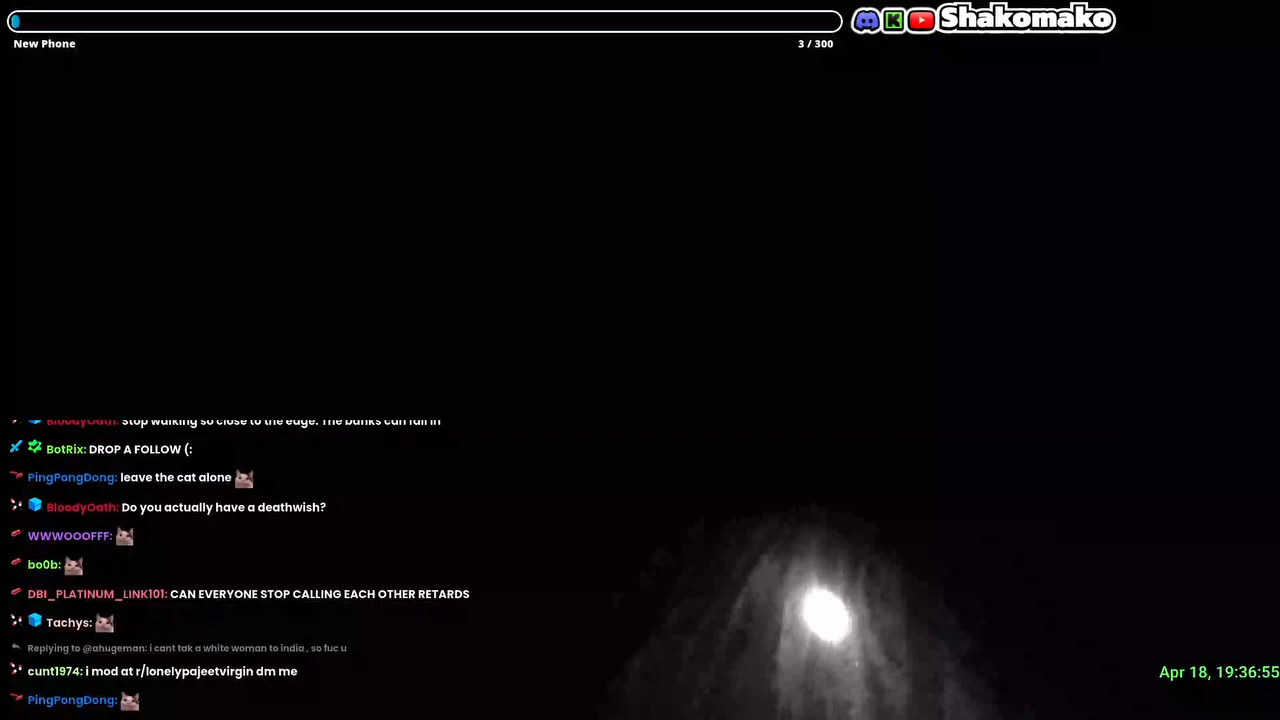 Shakomako
New Phone
3 / 300
BloodyOath: Stop walking so close to the edge. The banks can fall in
BotRix: DROP A FOLLOW (:
PingPongDong: leave the cat alone
BloodyOath: Do you actually have a deathwish?
WWWOOOFFF:
bo0b:
DBI_PLATINUM_LINK101: CAN EVERYONE STOP CALLING EACH OTHER RETARDS
Tachys:
Replying to @ahugeman: i cant tak a white woman to india , so fuc u
cunt1974: i mod at r/lonelypajeetvirgin dm me
Apr 18, 19:36:55
PingPongDong: